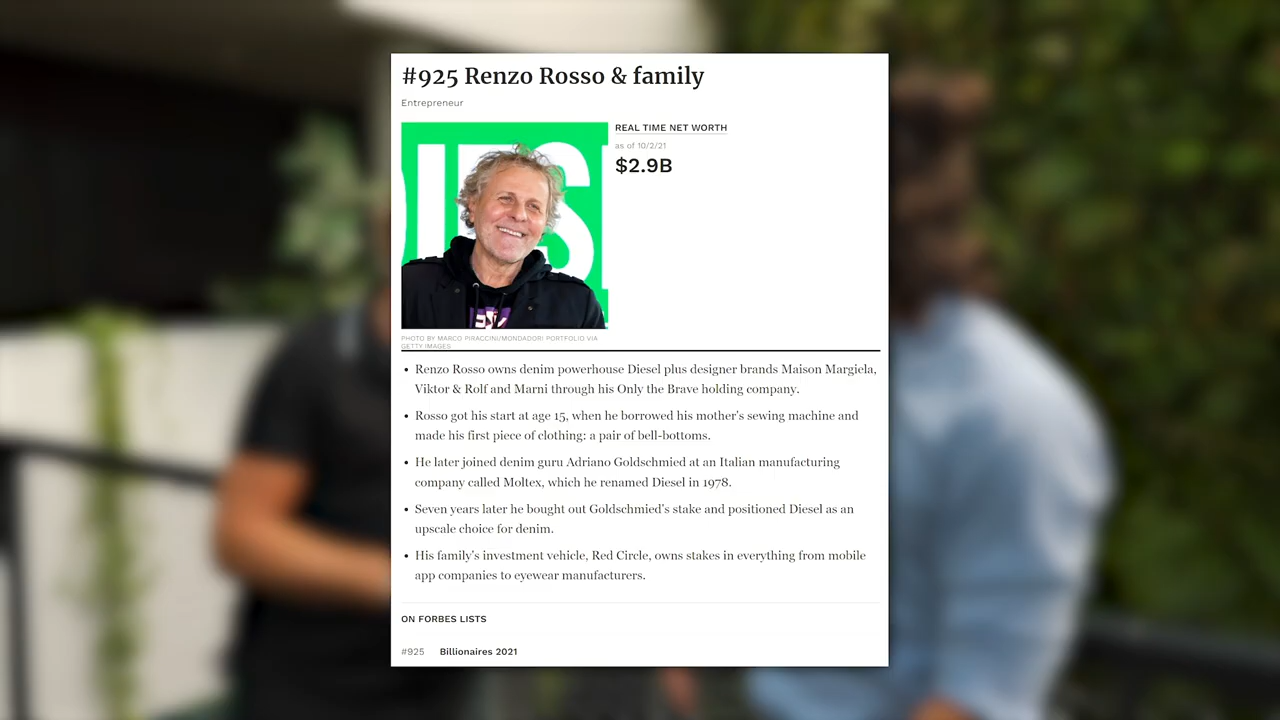 #925 Renzo Rosso & family
Entrepreneur
DIES
REAL TIME NET WORTH
as of 10/2/21
$2.9B
PHOTO BY MARCO PIRACCINI/MONDADORI PORTFOLIO VIA
GETTY IMAGES
• Renzo Rosso owns denim powerhouse Diesel plus designer brands Maison Margiela,
Viktor & Rolf and Marni through his Only the Brave holding company.
• Rosso got his start at age 15, when he borrowed his mother's sewing machine and
made his first piece of clothing: a pair of bell-bottoms.
• He later joined denim guru Adriano Goldschmied at an Italian manufacturing
company called Moltex, which he renamed Diesel in 1978.
• Seven years later he bought out Goldschmied's stake and positioned Diesel as an
upscale choice for denim.
• His family's investment vehicle, Red Circle, owns stakes in everything from mobile
app companies to eyewear manufacturers.
ON FORBES LISTS
#925 Billionaires 2021